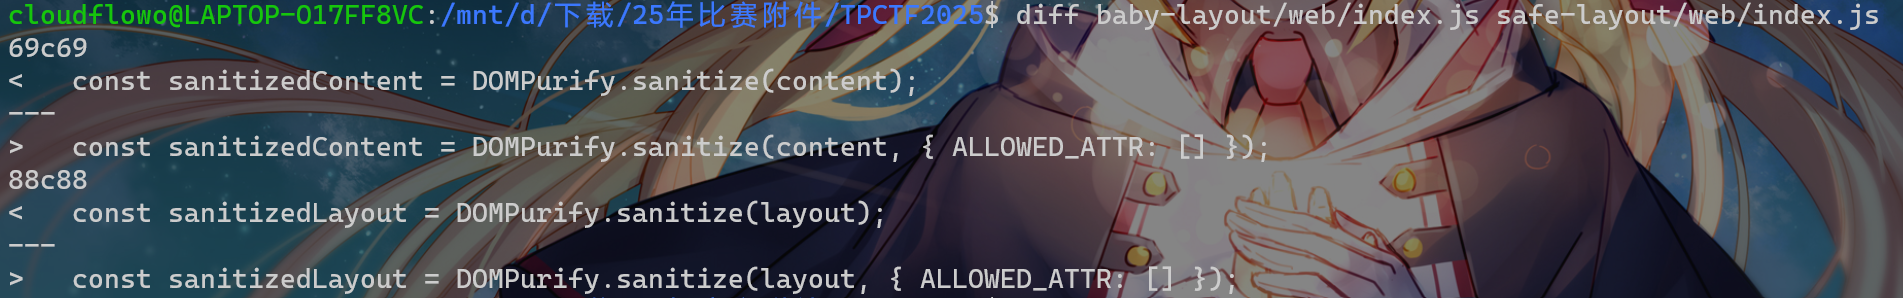 cloudflowo@LAPTOP-O17FF8VC:/mnt/d/下载/25年比赛附件/TPCTF2025$ diff baby-layout/web/index.js safe-layout/web/index.js
69c69
<   const sanitizedContent = DOMPurify.sanitize(content);
---
>   const sanitizedContent = DOMPurify.sanitize(content, { ALLOWED_ATTR: [] });
88c88
<   const sanitizedLayout = DOMPurify.sanitize(layout);
---
>   const sanitizedLayout = DOMPurify.sanitize(layout, { ALLOWED_ATTR: [] });